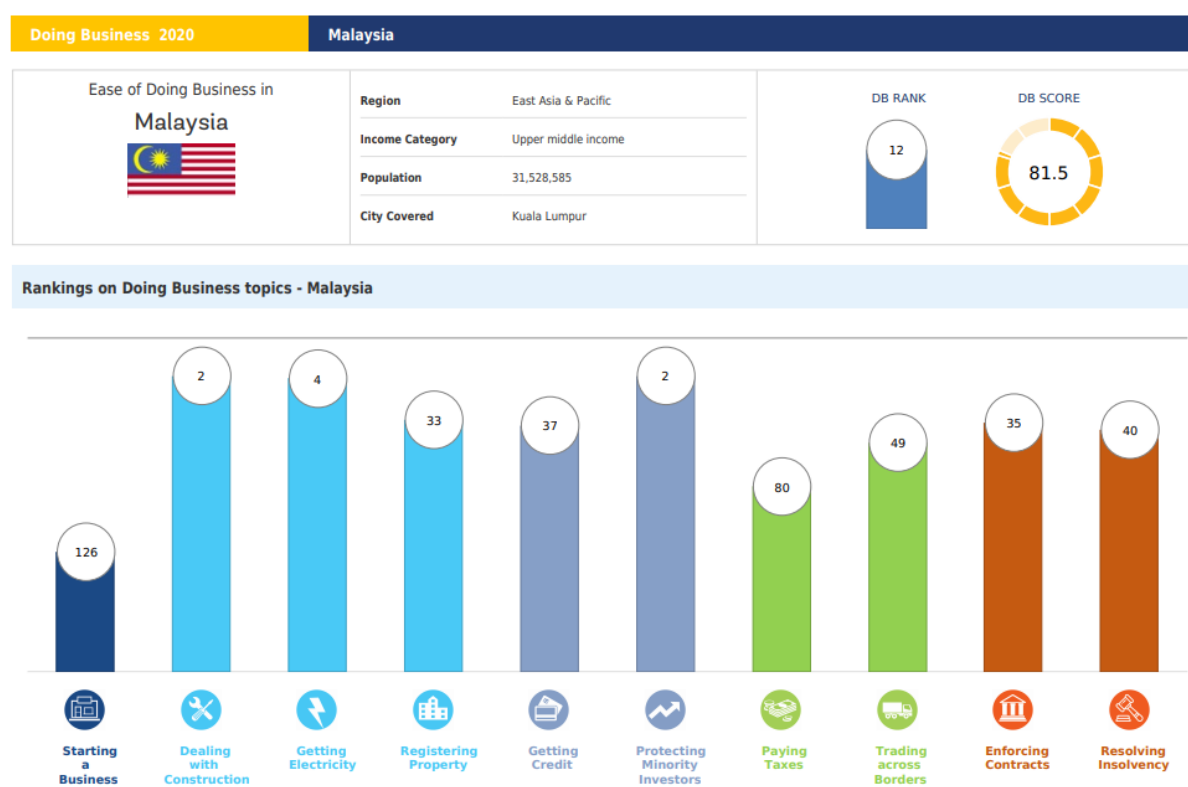 Doing Business 2020
Malaysia
Ease of Doing Business in
Malaysia
Region East Asia & Pacific
Income Category Upper middle income
Population 31,528,585
City Covered Kuala Lumpur
DB RANK
12
DB SCORE
81.5
Rankings on Doing Business topics - Malaysia
126
2
4
33
37
2
80
49
35
40
Starting
a
Business
Dealing
with
Construction
Getting
Electricity
Registering
Property
Getting
Credit
Protecting
Minority
Investors
Paying
Taxes
Trading
across
Borders
Enforcing
Contracts
Resolving
Insolvency